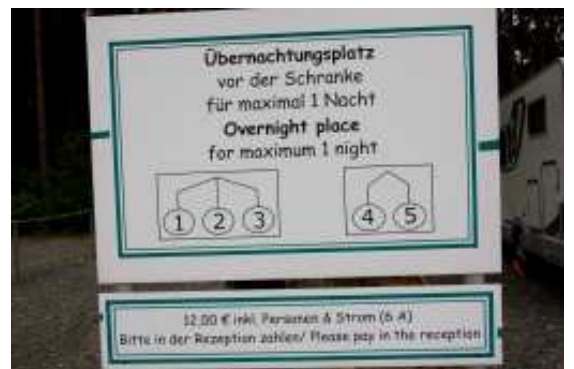 Übernachtungsplatz
vor der Schranke
für maximal 1 Nacht
Overnight place
for maximum 1 night
1 2 3 4 5
12,00 € inkl. Personen & Strom (6 A)
Bitte in der Rezeption zahlen/ Please pay in the reception